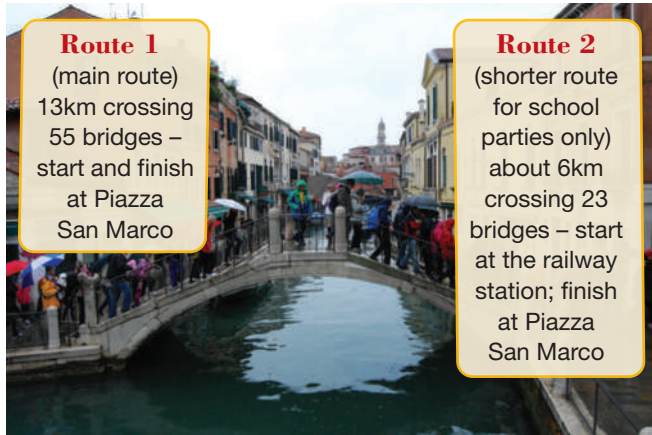 Route 1
(main route)
13km crossing
55 bridges –
start and finish
at Piazza
San Marco
Route 2
(shorter route
for school
parties only)
about 6km
crossing 23
bridges – start
at the railway
station; finish
at Piazza
San Marco